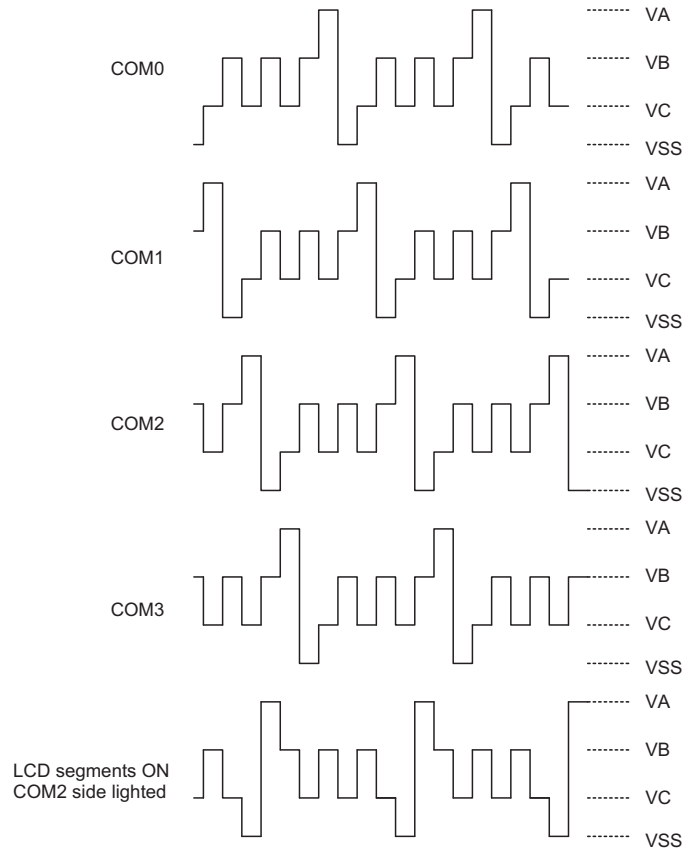 VA
COM0
VB
VC
VSS
VA
VB
COM1
VC
VSS
VA
VB
COM2
VC
VSS
VA
VB
COM3
VC
VSS
VA
VB
LCD segments ON
COM2 side lighted
VC
VSS